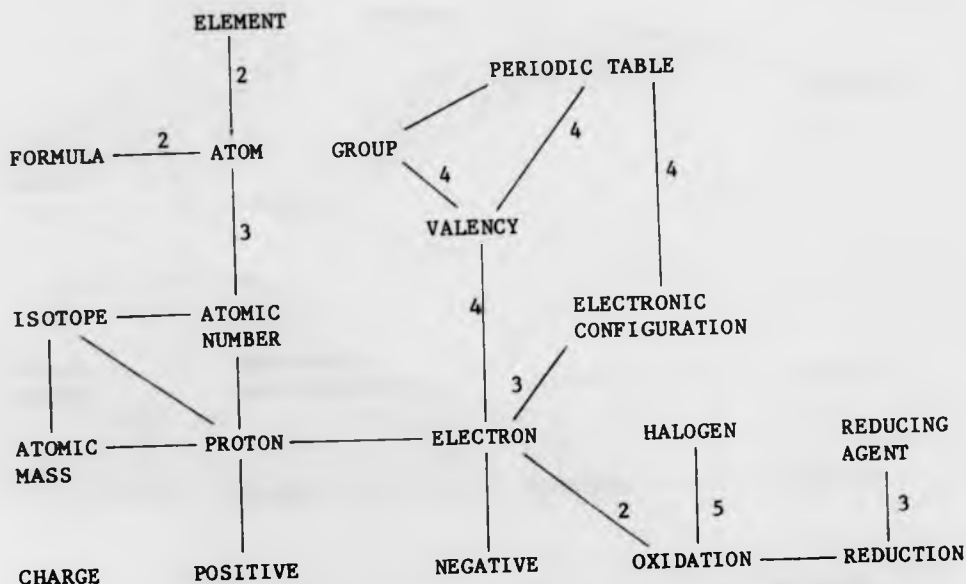 ELEMENT
PERIODIC TABLE
2
4
FORMULA
2
ATOM
GROUP
4
4
3
VALENCY
ISOTOPE
ATOMIC
NUMBER
4
ELECTRONIC
CONFIGURATION
3
ATOMIC
MASS
PROTON
ELECTRON
HALOGEN
REDUCING
AGENT
2
5
3
CHARGE
POSITIVE
NEGATIVE
OXIDATION
REDUCTION